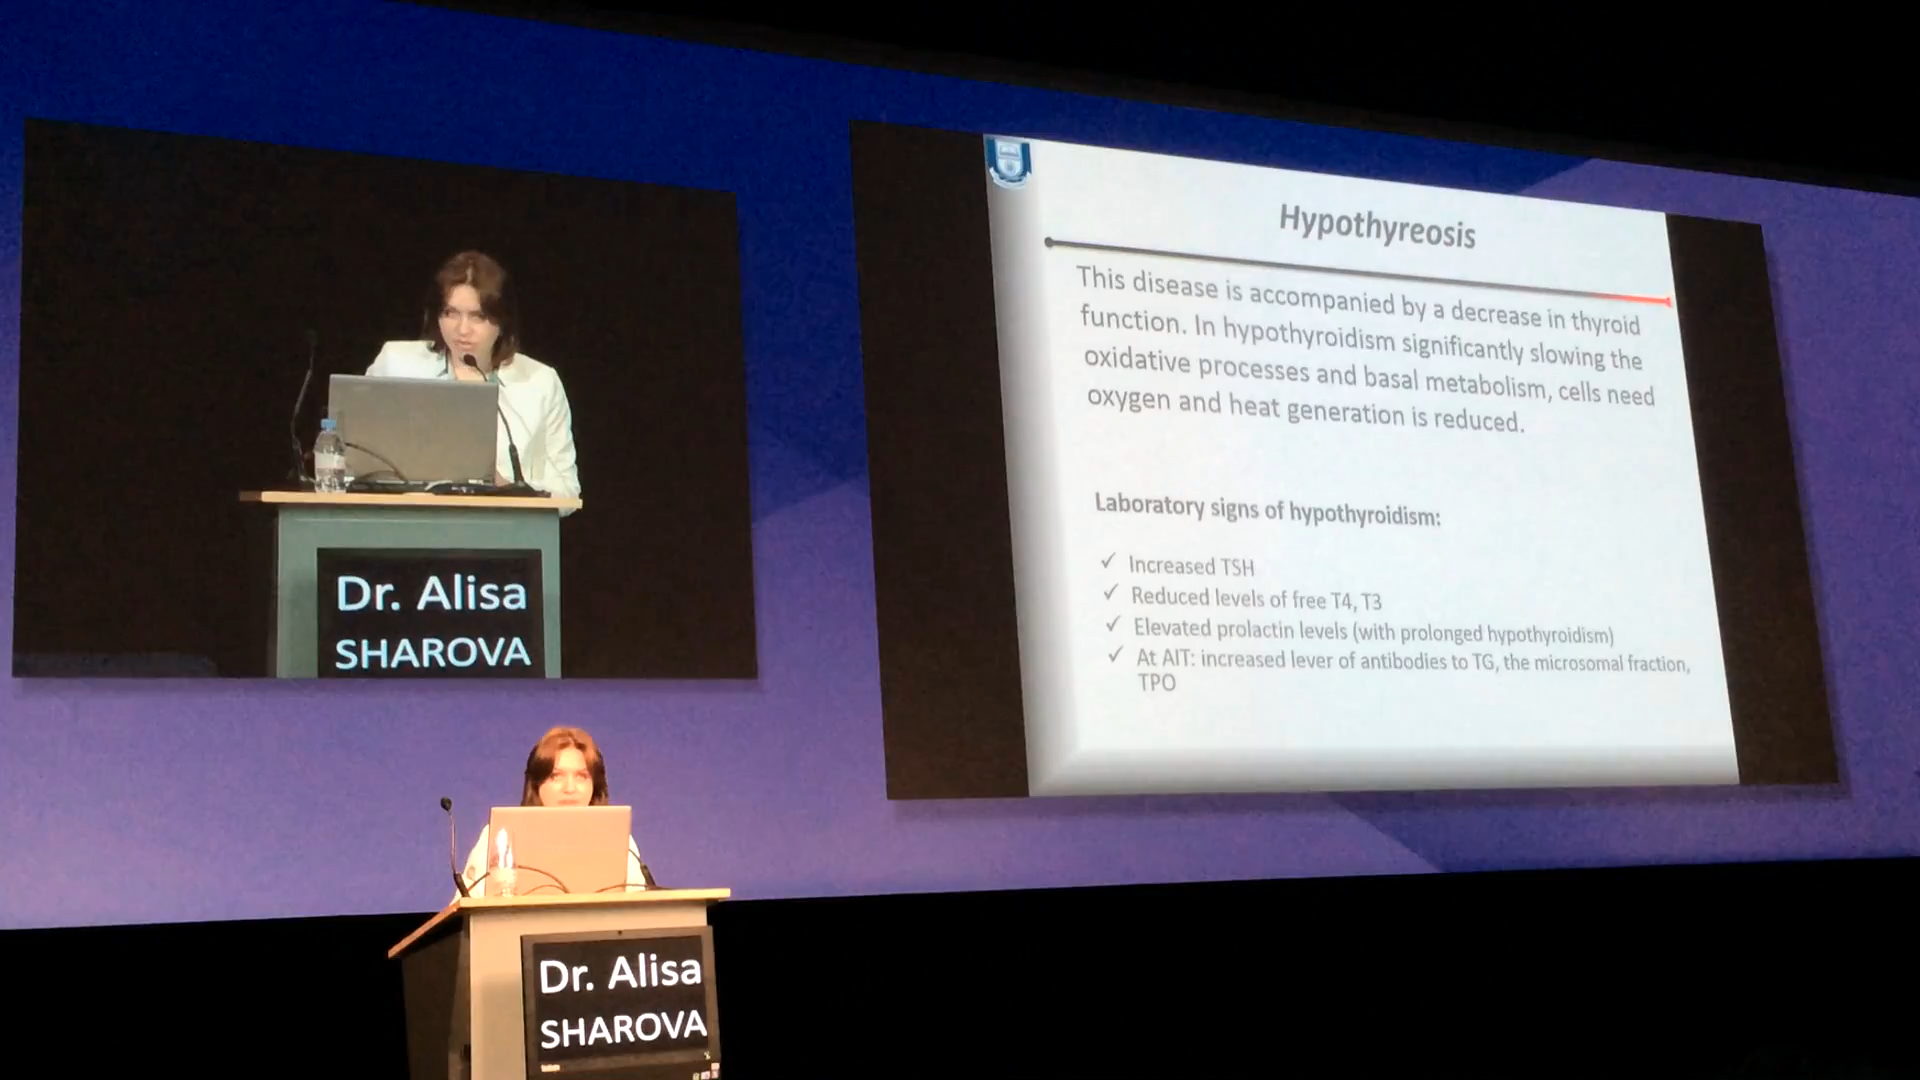 Dr. Alisa
SHAROVA
Hypothyreosis
This disease is accompanied by a decrease in thyroid
function. In hypothyroidism significantly slowing the
oxidative processes and basal metabolism, cells need
oxygen and heat generation is reduced.
Laboratory signs of hypothyroidism:
✓ Increased TSH
✓ Reduced levels of free T4, T3
✓ Elevated prolactin levels (with prolonged hypothyroidism)
✓ At AIT: increased lever of antibodies to TG, the microsomal fraction,
TPO
Dr. Alisa
SHAROVA